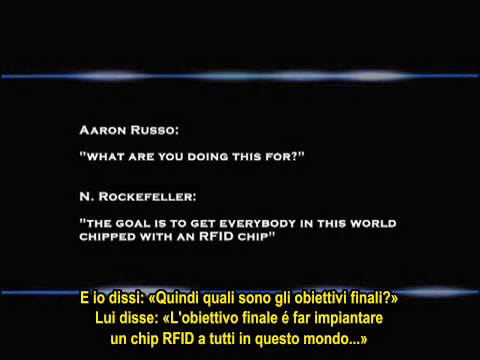 AARON RUSSO:
"WHAT ARE YOU DOING THIS FOR?"
N. ROCKEFELLER:
"THE GOAL IS TO GET EVERYBODY IN THIS WORLD
CHIPPED WITH AN RFID CHIP"
E io dissi: «Quindi quali sono gli obiettivi finali?»
Lui disse: «L'obiettivo finale é far impiantare
un chip RFID a tutti in questo mondo...»